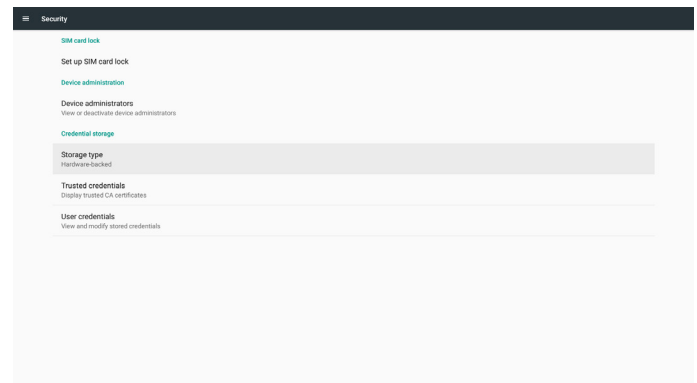 Security
SIM card lock
Set up SIM card lock
Device administration
Device administrators
View or deactivate device administrators
Credential storage
Storage type
Hardware-backed
Trusted credentials
Display trusted CA certificates
User credentials
View and modify stored credentials